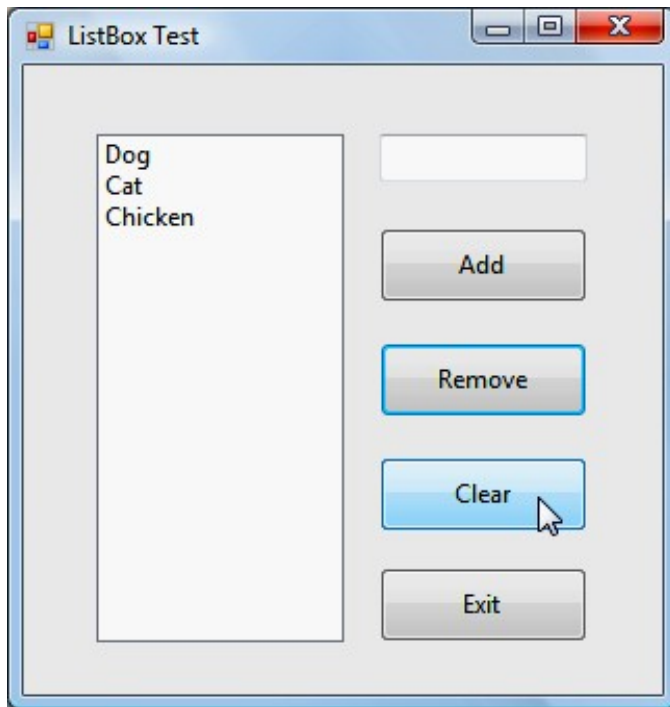 ListBox Test
Dog
Cat
Chicken
Add
Remove
Clear
Exit